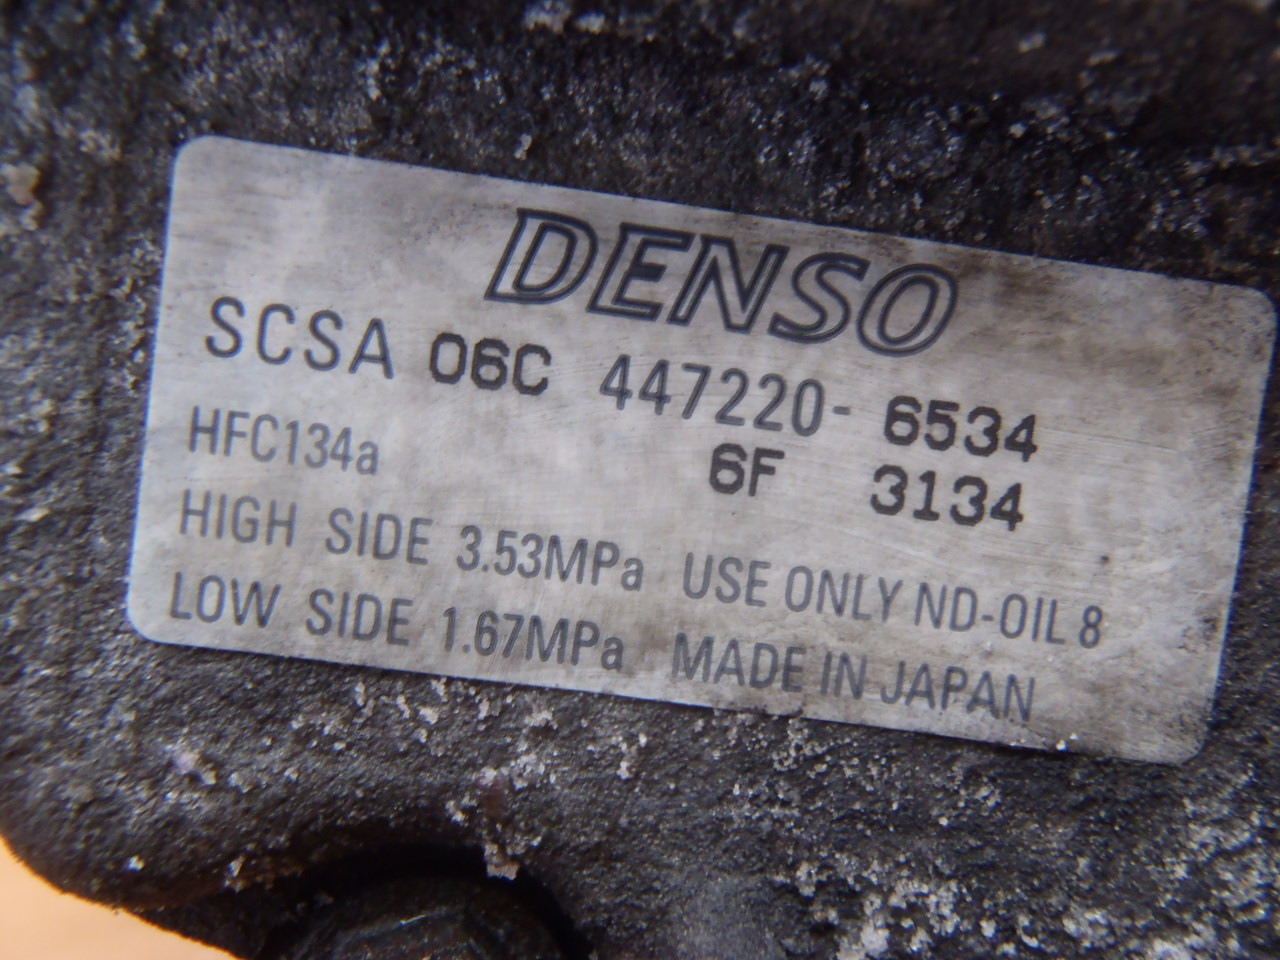 DENSO
SCSA 06C 447220- 6534
HFC134a 6F 3134
HIGH SIDE 3.53MPa USE ONLY ND-OIL 8
LOW SIDE 1.67MPa MADE IN JAPAN